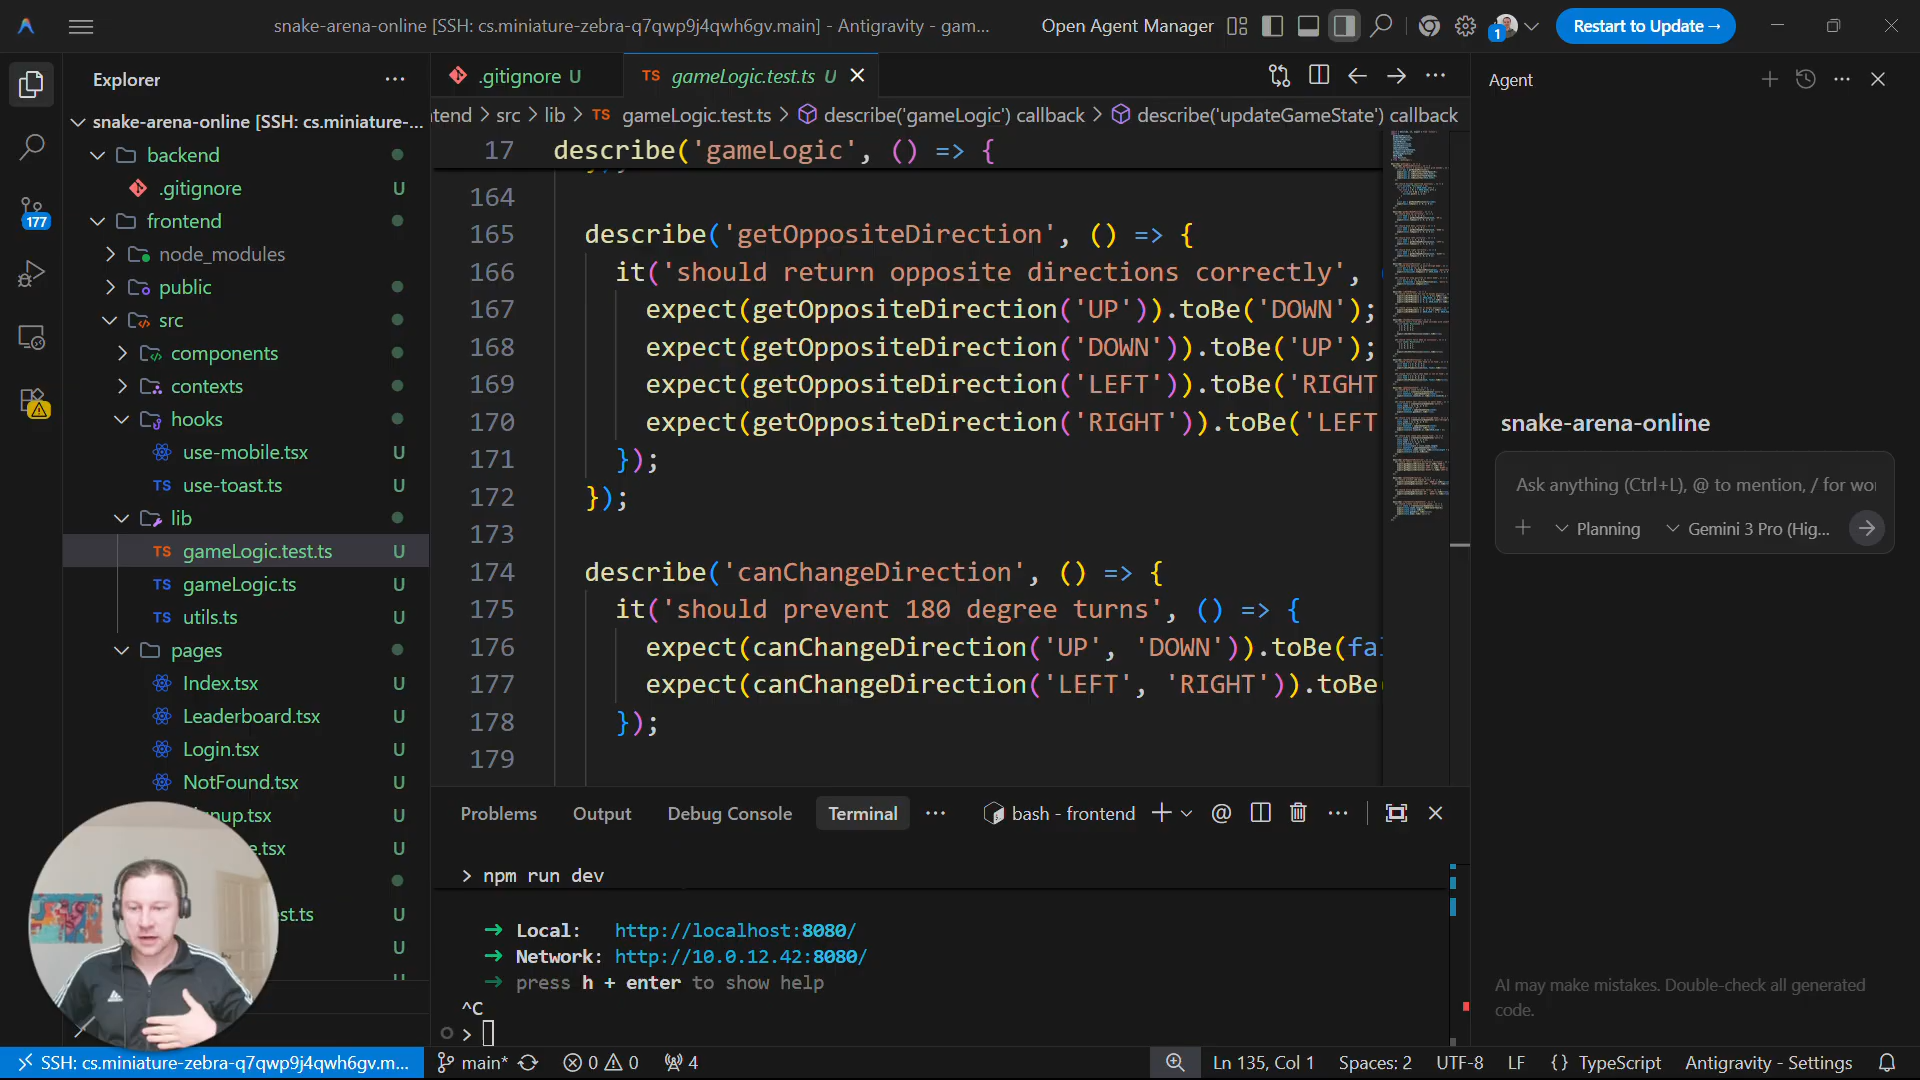 snake-arena-online [SSH: cs.miniature-zebra-q7qwp9j4qwh6gv.main] - Antigravity - gam...
Open Agent Manager
1
Restart to Update →
Explorer
.gitignore U
TS gameLogic.test.ts U
Agent
snake-arena-online [SSH: cs.miniature-...
backend
.gitignore U
frontend
node_modules
public
src
components
contexts
hooks
use-mobile.tsx U
TS use-toast.ts U
lib
TS gameLogic.test.ts U
TS gameLogic.ts U
TS utils.ts U
pages
Index.tsx U
Leaderboard.tsx U
Login.tsx U
NotFound.tsx U
nup.tsx U
e.tsx U
st.ts U
U
177
ntend > src > lib > TS gameLogic.test.ts > describe('gameLogic') callback > describe('updateGameState') callback
17 describe('gameLogic', () => {
164
165 describe('getOppositeDirection', () => {
166 it('should return opposite directions correctly', (
167 expect(getOppositeDirection('UP')).toBe('DOWN');
168 expect(getOppositeDirection('DOWN')).toBe('UP');
169 expect(getOppositeDirection('LEFT')).toBe('RIGHT
170 expect(getOppositeDirection('RIGHT')).toBe('LEFT
171 });
172 });
173
174 describe('canChangeDirection', () => {
175 it('should prevent 180 degree turns', () => {
176 expect(canChangeDirection('UP', 'DOWN')).toBe(fal
177 expect(canChangeDirection('LEFT', 'RIGHT')).toBe(
178 });
179
snake-arena-online
Ask anything (Ctrl+L), @ to mention, / for wor
Planning
Gemini 3 Pro (Hig...
AI may make mistakes. Double-check all generated
code.
Problems
Output
Debug Console
Terminal
bash - frontend
> npm run dev
➜ Local: http://localhost:8080/
➜ Network: http://10.0.12.42:8080/
➜ press h + enter to show help
^C
>
SSH: cs.miniature-zebra-q7qwp9j4qwh6gv.m...
main*
0
0
4
Ln 135, Col 1
Spaces: 2
UTF-8
LF
{} TypeScript
Antigravity - Settings